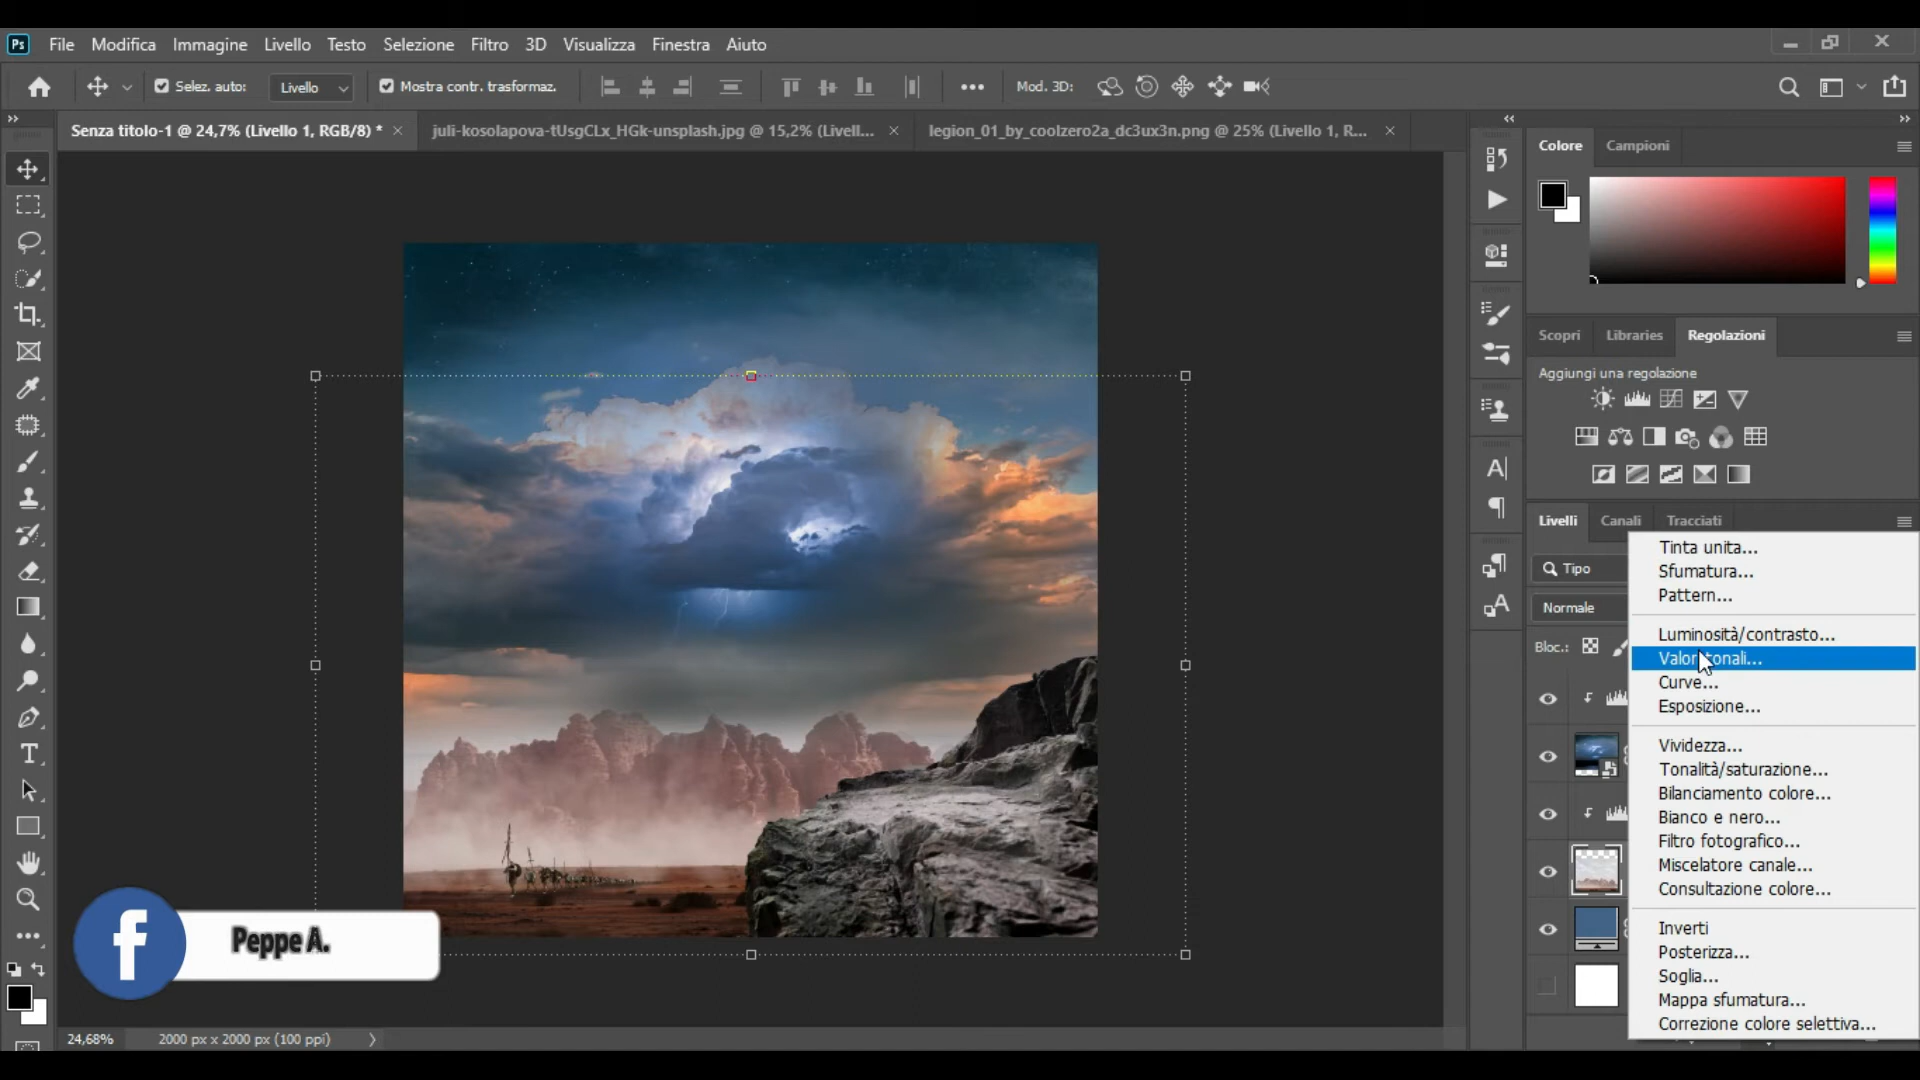 Ps File Modifica Immagine Livello Testo Selezione Filtro 3D Visualizza Finestra Aiuto
Selez. auto: Livello Mostra contr. trasformaz. Mod. 3D:
Senza titolo-1 @ 24,7% (Livello 1, RGB/8) * juli-kosolapova-tUsgCLx_HGk-unsplash.jpg @ 15,2% (Livell... legion_01_by_coolzero2a_dc3ux3n.png @ 25% (Livello 1, R...
Colore Campioni
Scopri Libraries Regolazioni
Aggiungi una regolazione
Livelli Canali Tracciati
Tipo
Normale
Bloc.:
Tinta unita...
Sfumatura...
Pattern...
Luminosità/contrasto...
Valori tonali...
Curve...
Esposizione...
Vividezza...
Tonalità/saturazione...
Bilanciamento colore...
Bianco e nero...
Filtro fotografico...
Miscelatore canale...
Consultazione colore...
Inverti
Posterizza...
Soglia...
Mappa sfumatura...
Correzione colore selettiva...
f Peppe A.
24,68% 2000 px x 2000 px (100 ppi)